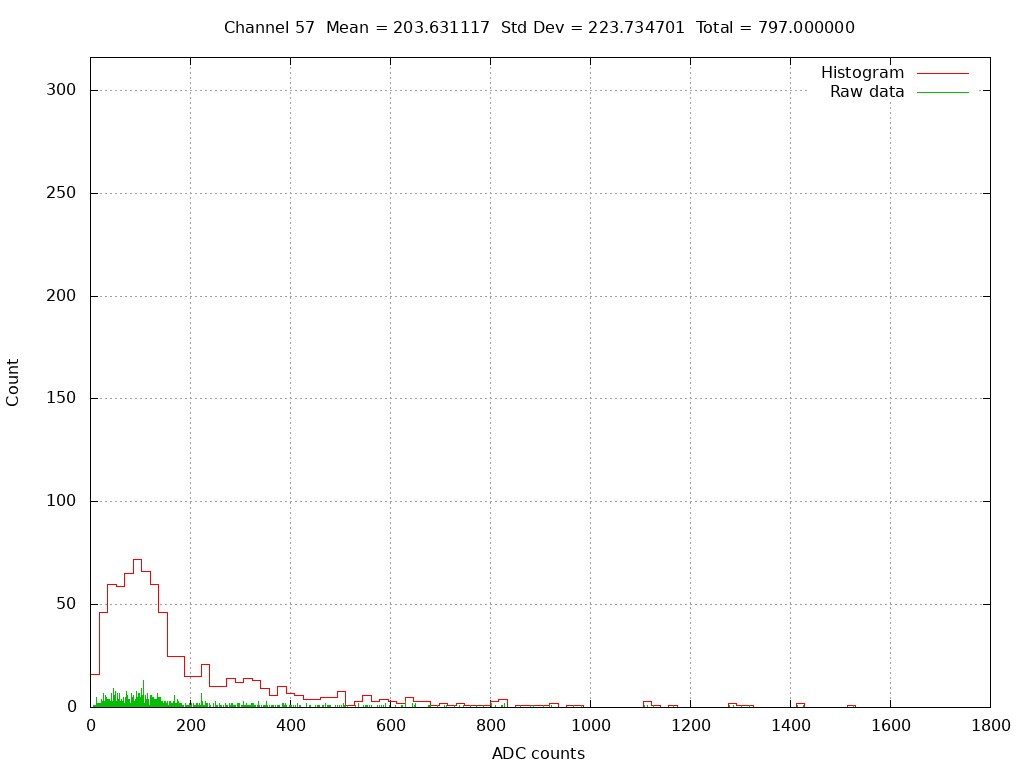 Channel 57  Mean = 203.631117  Std Dev = 223.734701  Total = 797.000000
Histogram
Raw data
300
250
200
150
100
50
0
Count
0 200 400 600 800 1000 1200 1400 1600 1800
ADC counts